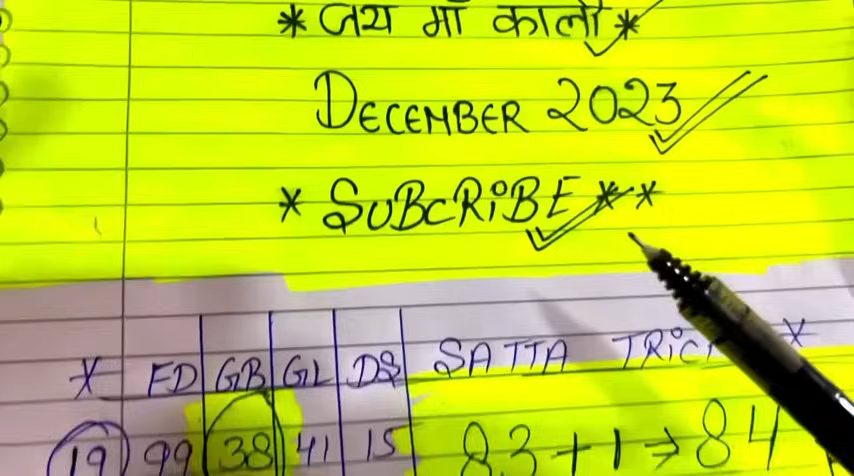 * जय माँ काली *
DECEMBER 2023
* SUBCRiBE * *
* FD GB GL DS SATTA TRiC *
19 99 38 41 15 83 + 1 → 84